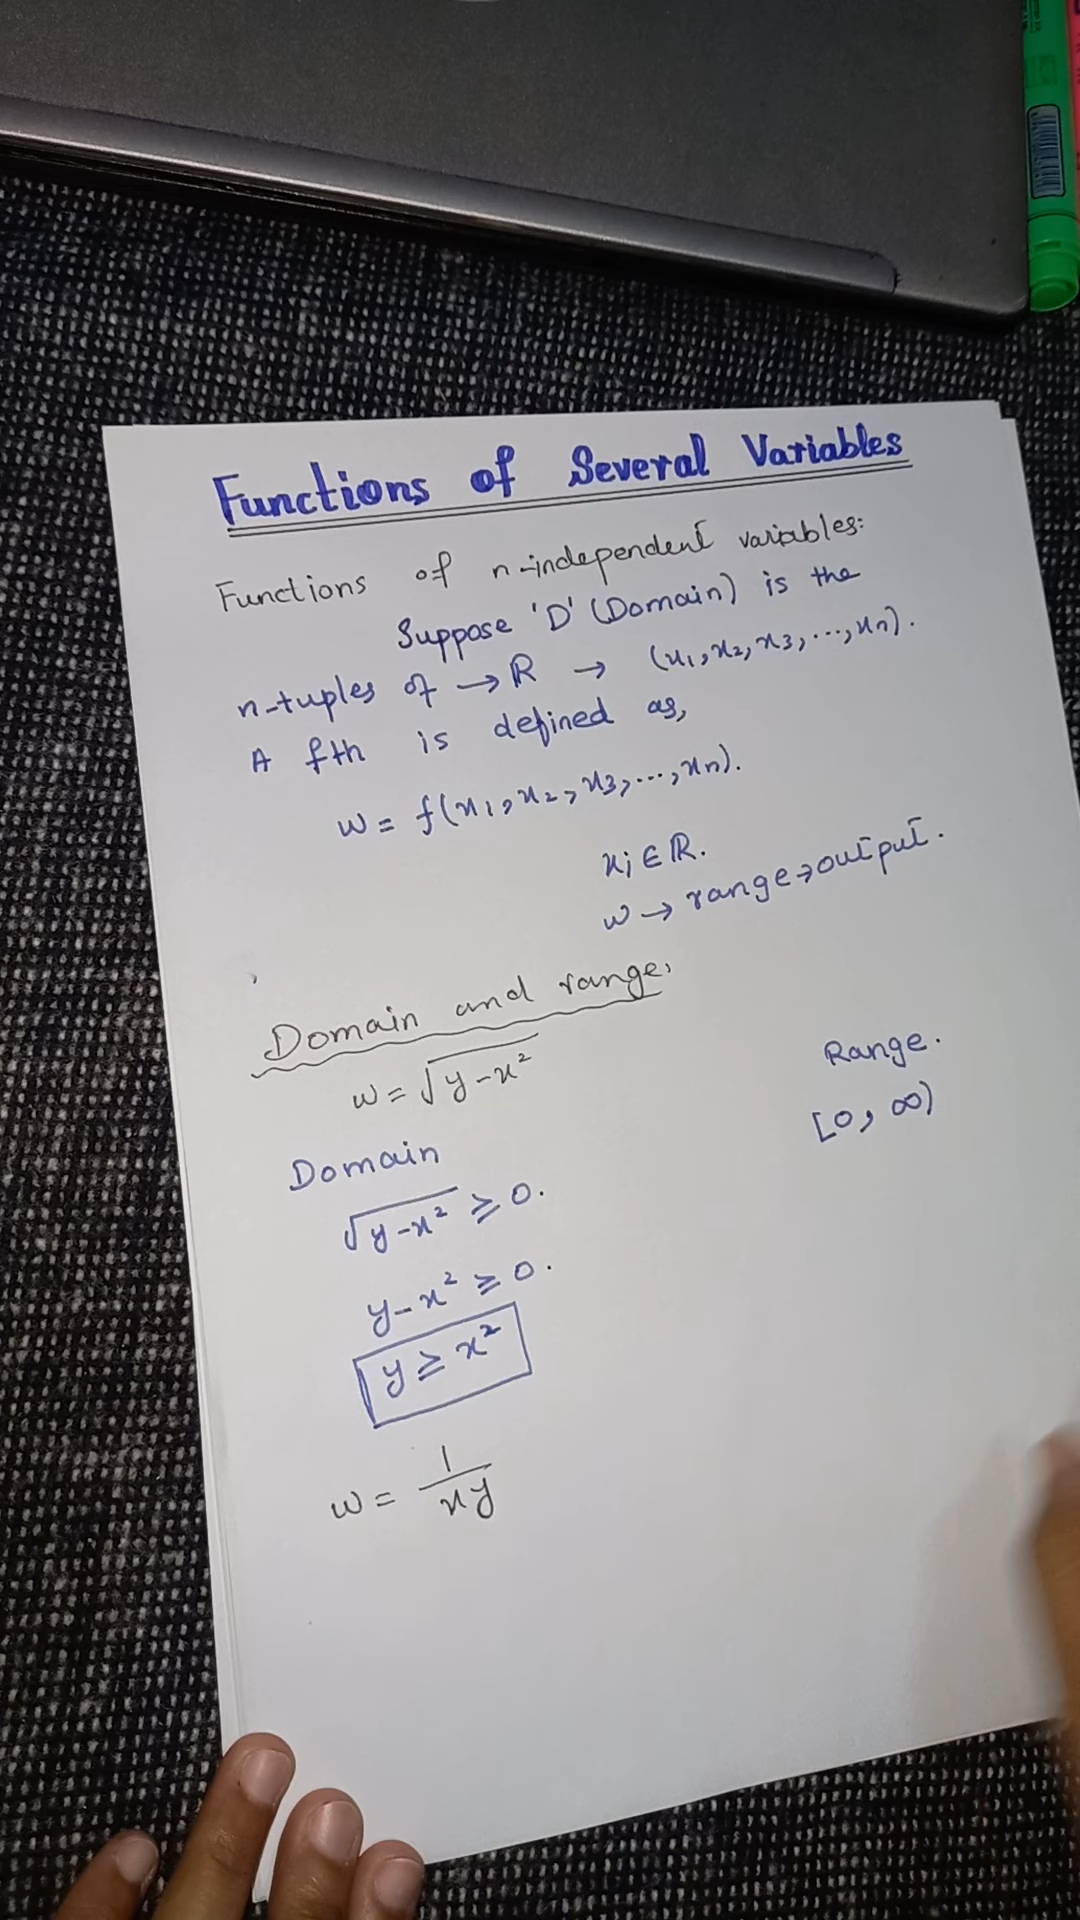 Functions of Several Variables
Functions of n-independent variables:
Suppose 'D' (Domain) is the
n-tuples of → ℝ → (x₁, x₂, x₃, ..., xₙ).
A fth is defined as,
w = f(x₁, x₂, x₃, ..., xₙ).
xᵢ ∈ ℝ.
w → range → output.
Domain and range.
w = √(y-x²)
Range.
[0, ∞)
Domain
√(y-x²) ≥ 0.
y-x² ≥ 0.
y ≥ x²
w = 1/xy